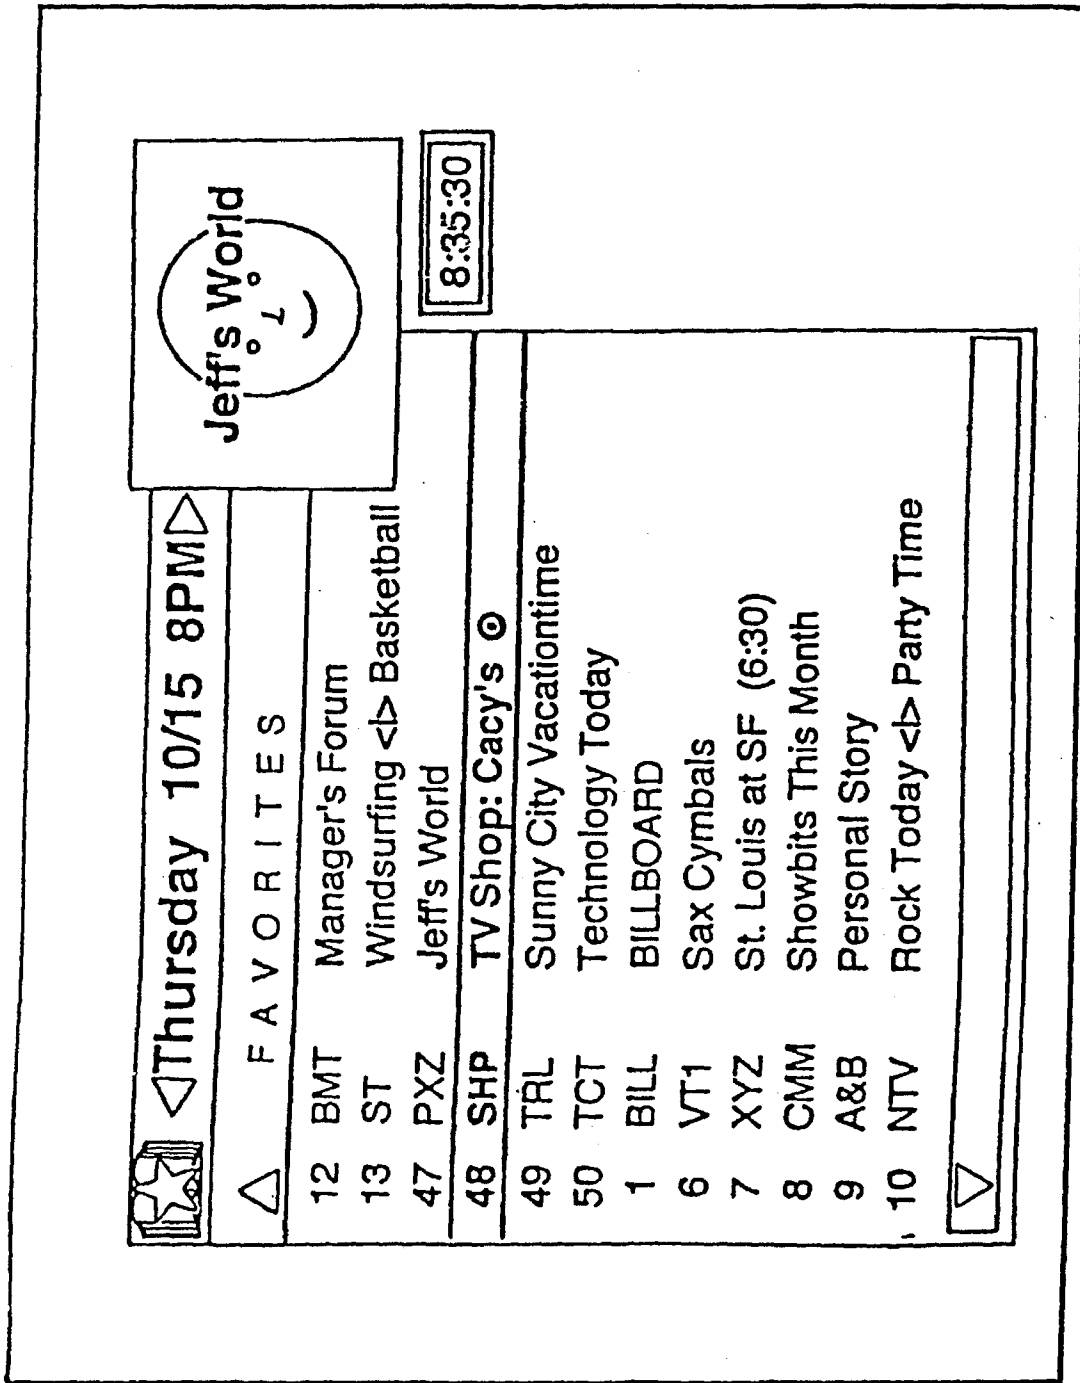 ◁Thursday 10/15 8PM▷
Jeff's World
F A V O R I T E S
8:35:30
12 BMT Manager's Forum
13 ST Windsurfing <I> Basketball
47 PXZ Jeff's World
48 SHP TV Shop: Cacy's ⊙
49 TRL Sunny City Vacationtime
50 TCT Technology Today
1 BILL BILLBOARD
6 VT1 Sax Cymbals
7 XYZ St. Louis at SF (6:30)
8 CMM Showbits This Month
9 A&B Personal Story
10 NTV Rock Today <I> Party Time